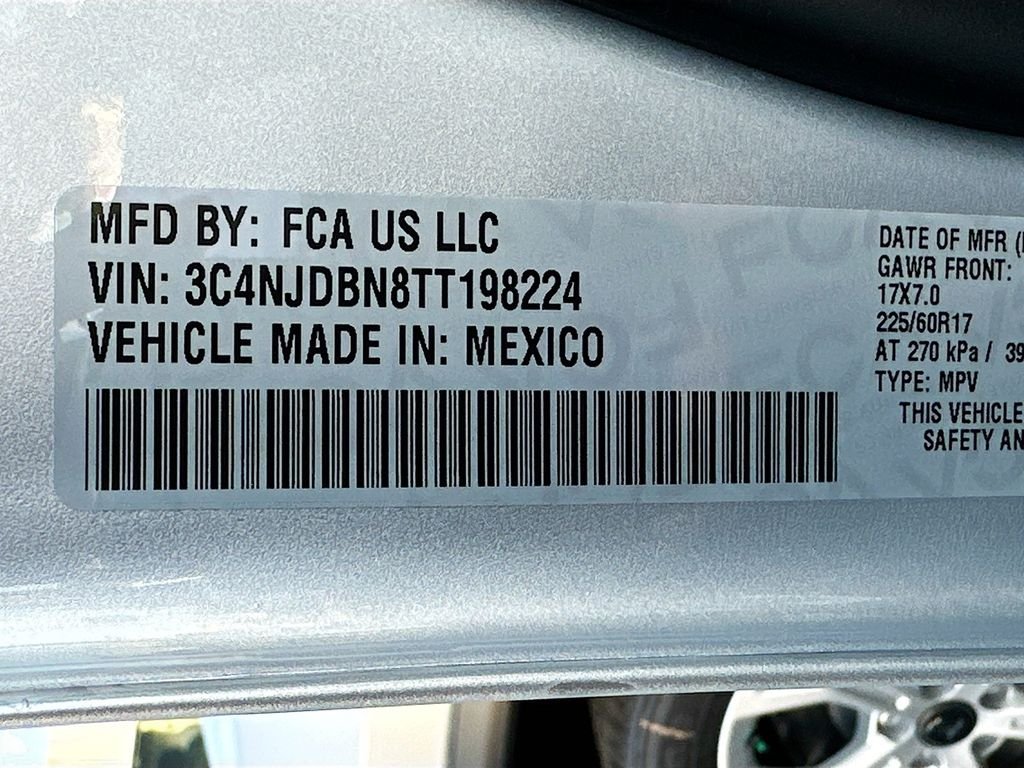 MFD BY: FCA US LLC
VIN: 3C4NJDBN8TT198224
VEHICLE MADE IN: MEXICO
DATE OF MFR
GAWR FRONT:
17X7.0
225/60R17
AT 270 kPa / 39
TYPE: MPV
THIS VEHICLE
SAFETY AN